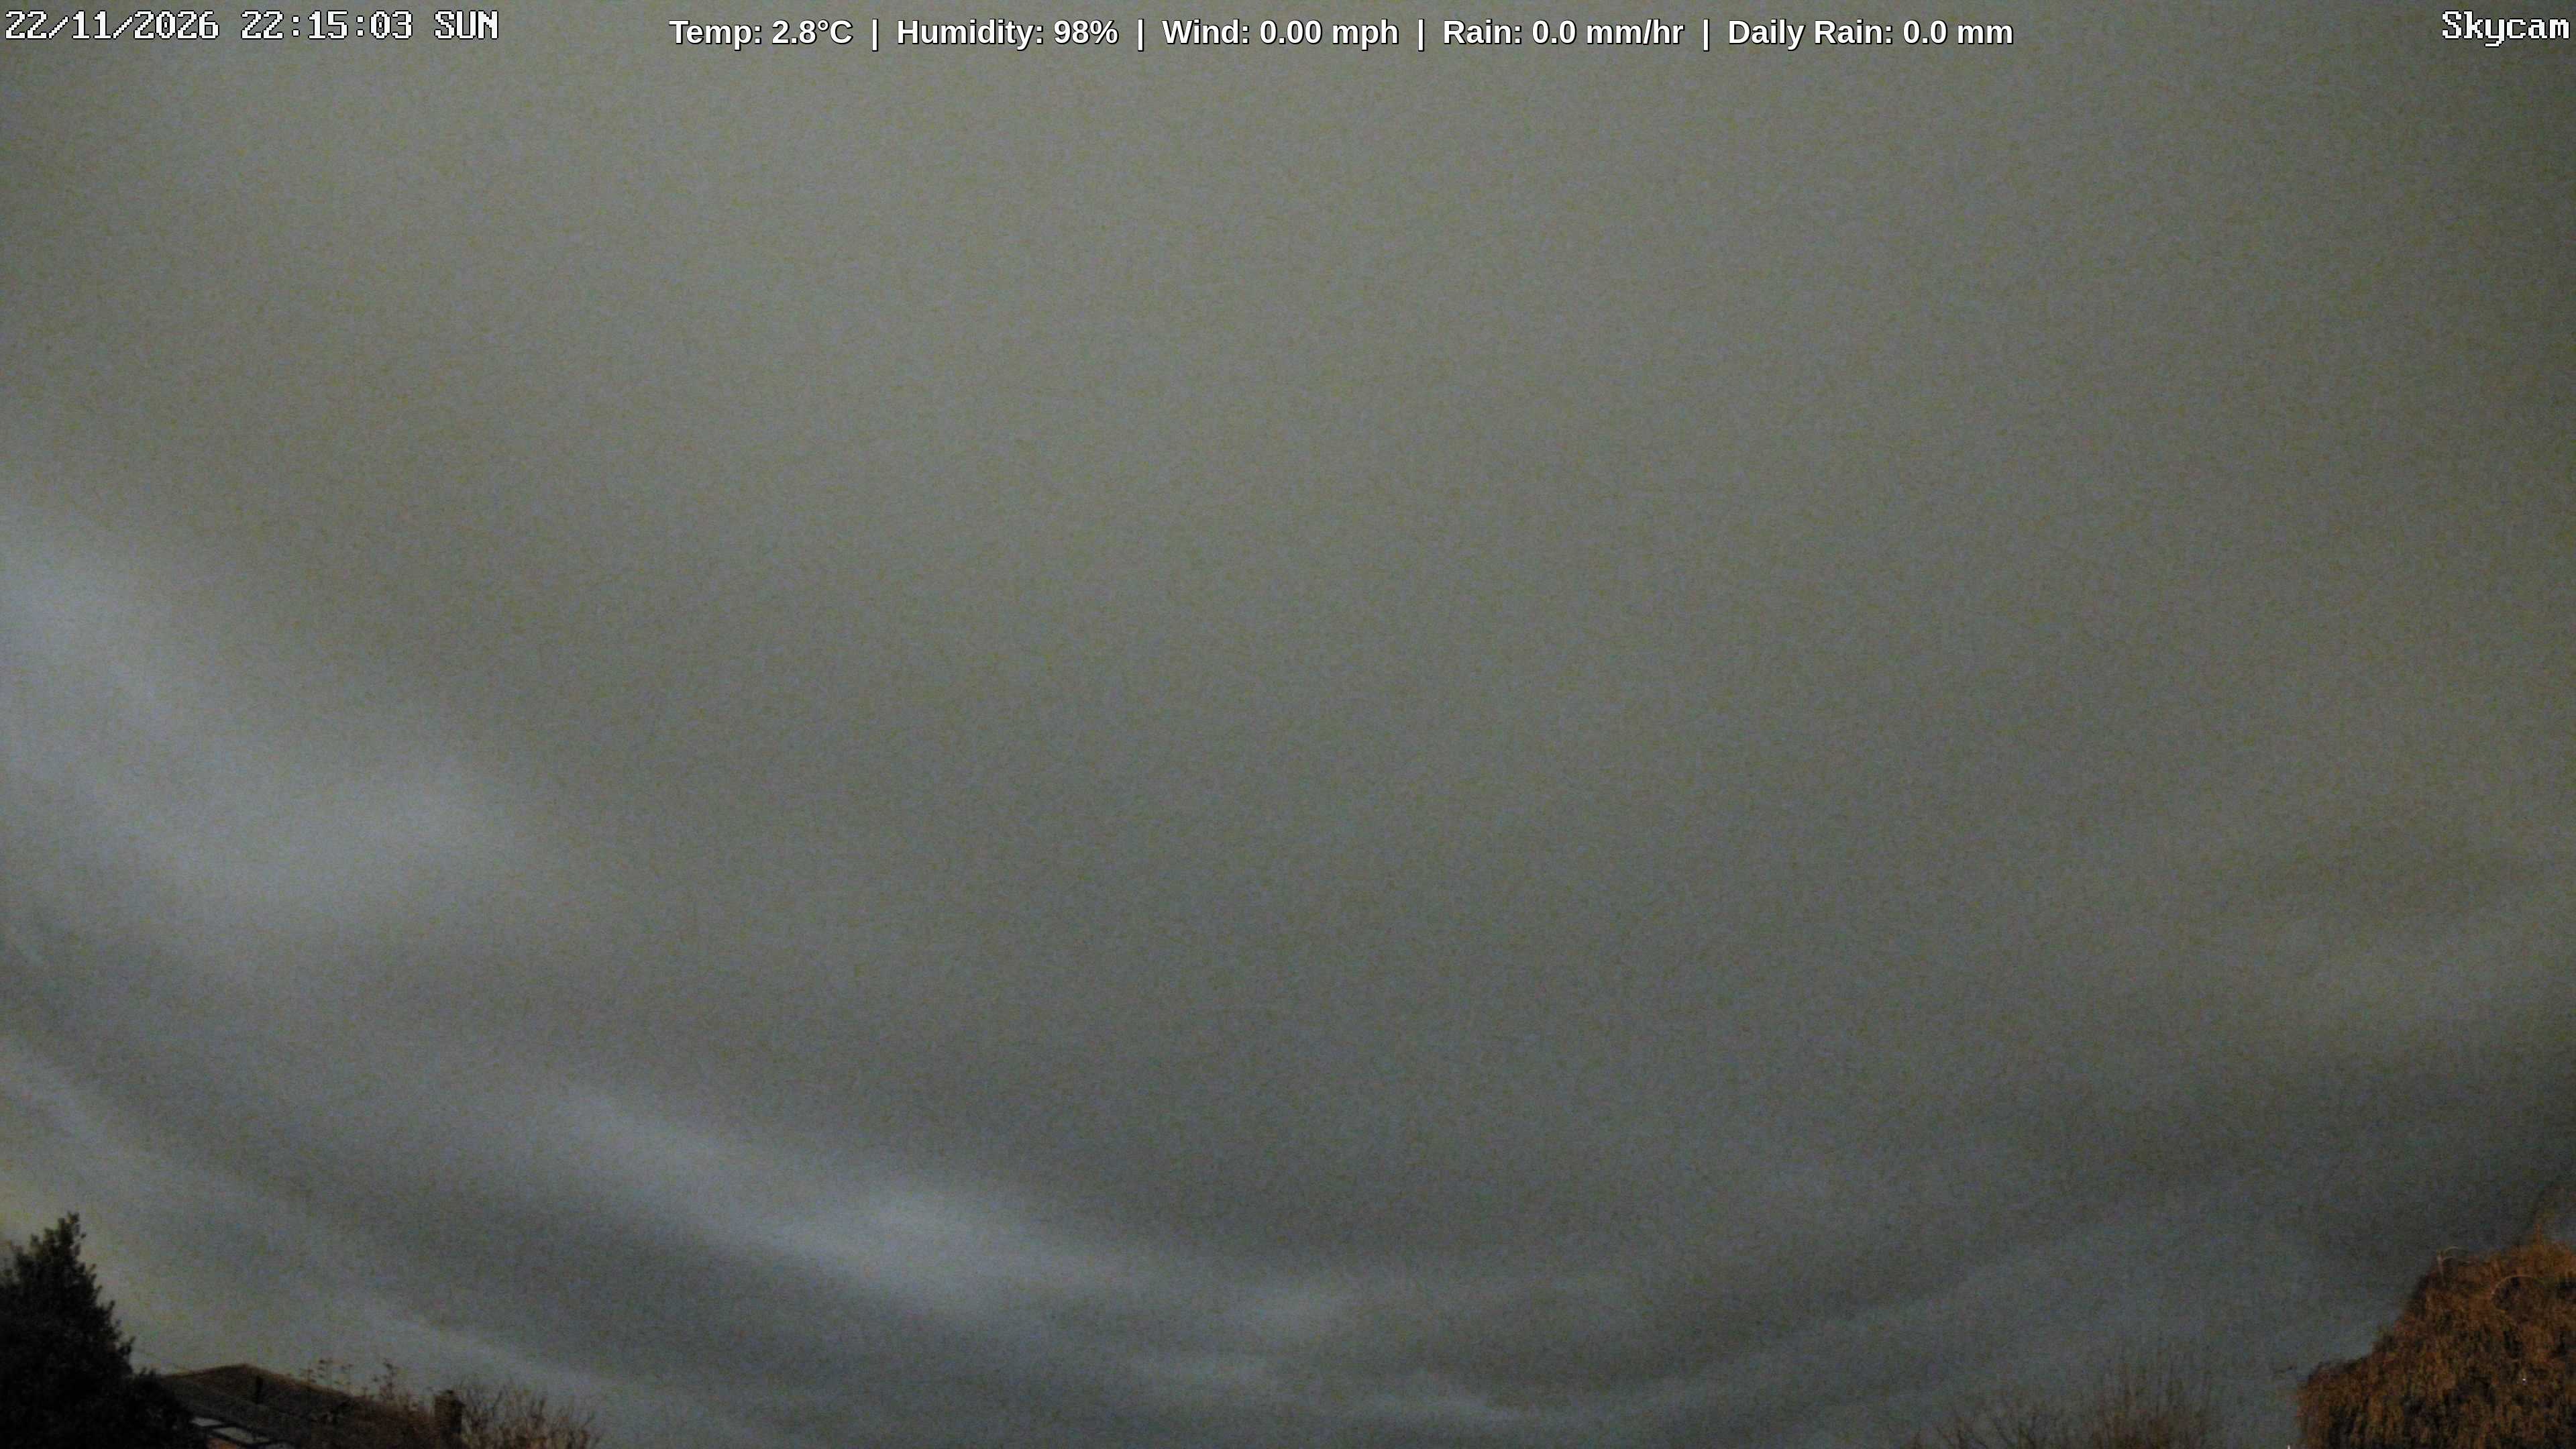 22/11/2026 22:15:03 SUN
Temp: 2.8°C | Humidity: 98% | Wind: 0.00 mph | Rain: 0.0 mm/hr | Daily Rain: 0.0 mm
Skycam